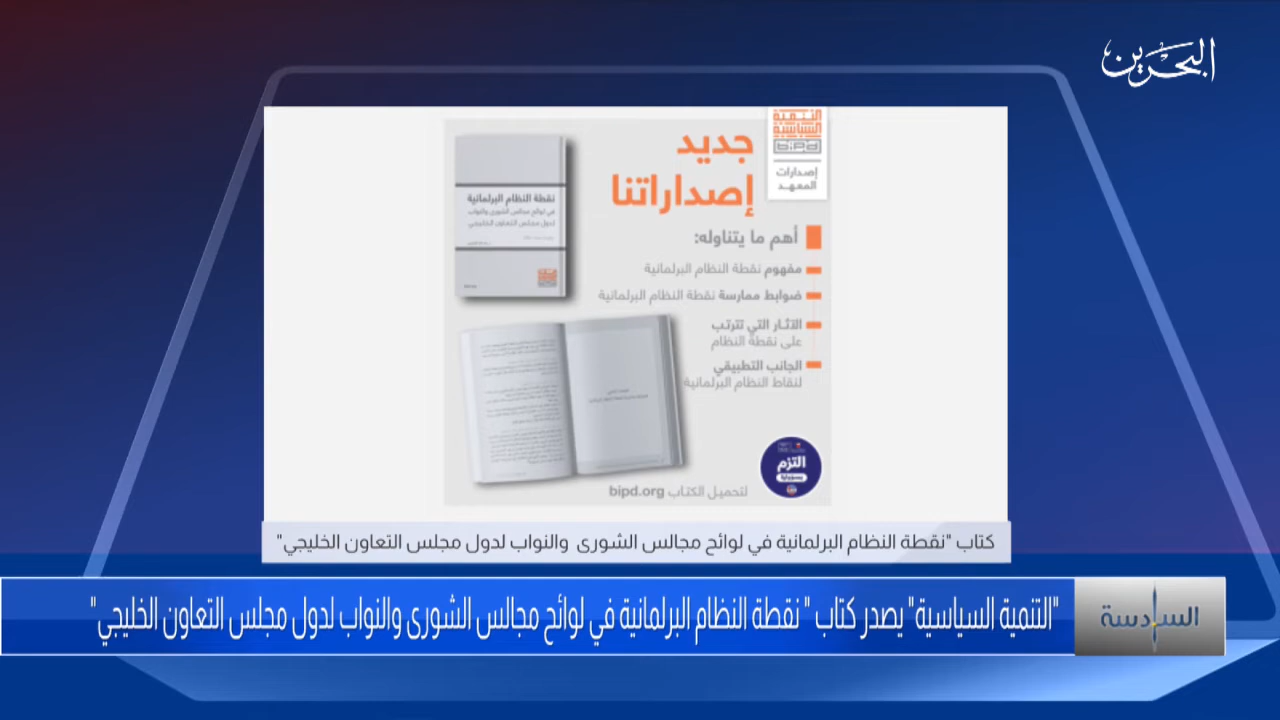 البحرين
التنمية
السياسية
bipd
إصدارات
المعهد
جديد
إصداراتنا
أهم ما يتناوله:
مفهوم نقطة النظام البرلمانية
ضوابط ممارسة نقطة النظام البرلمانية
الآثار التي تترتب
على نقطة النظام
الجانب التطبيقي
لنقاط النظام البرلمانية
نقطة النظام البرلمانية
في لوائح مجالس الشورى والنواب
لدول مجلس التعاون الخليجي
التزم
لتحميل الكتاب bipd.org
كتاب "نقطة النظام البرلمانية في لوائح مجالس الشورى والنواب لدول مجلس التعاون الخليجي"
السادسة
"التنمية السياسية" يصدر كتاب " نقطة النظام البرلمانية في لوائح مجالس الشورى والنواب لدول مجلس التعاون الخليجي"